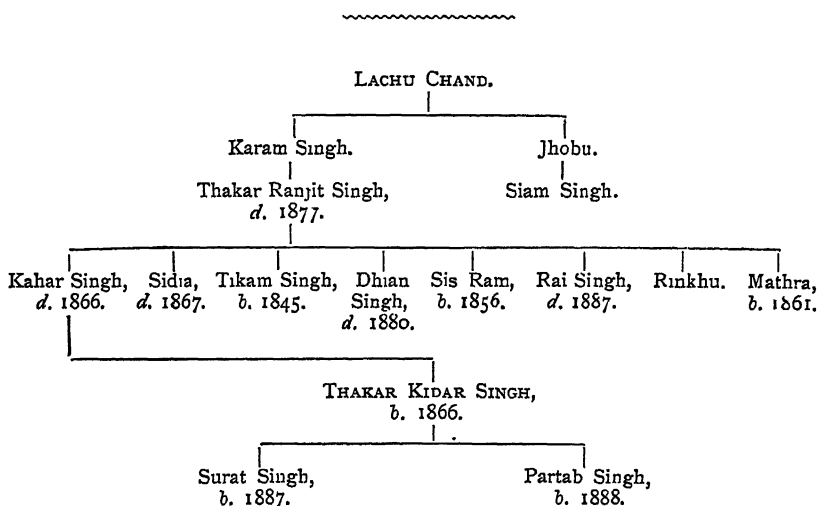 LACHU CHAND.
Karam Singh.
Jhobu.
Thakar Ranjit Singh,
d. 1877.
Siam Singh.
Kahar Singh,
d. 1866.
Sidia,
d. 1867.
Tikam Singh,
b. 1845.
Dhian
Singh,
d. 1880.
Sis Ram,
b. 1856.
Rai Singh,
d. 1887.
Rinkhu.
Mathra,
b. 1861.
THAKAR KIDAR SINGH,
b. 1866.
Surat Singh,
b. 1887.
Partab Singh,
b. 1888.